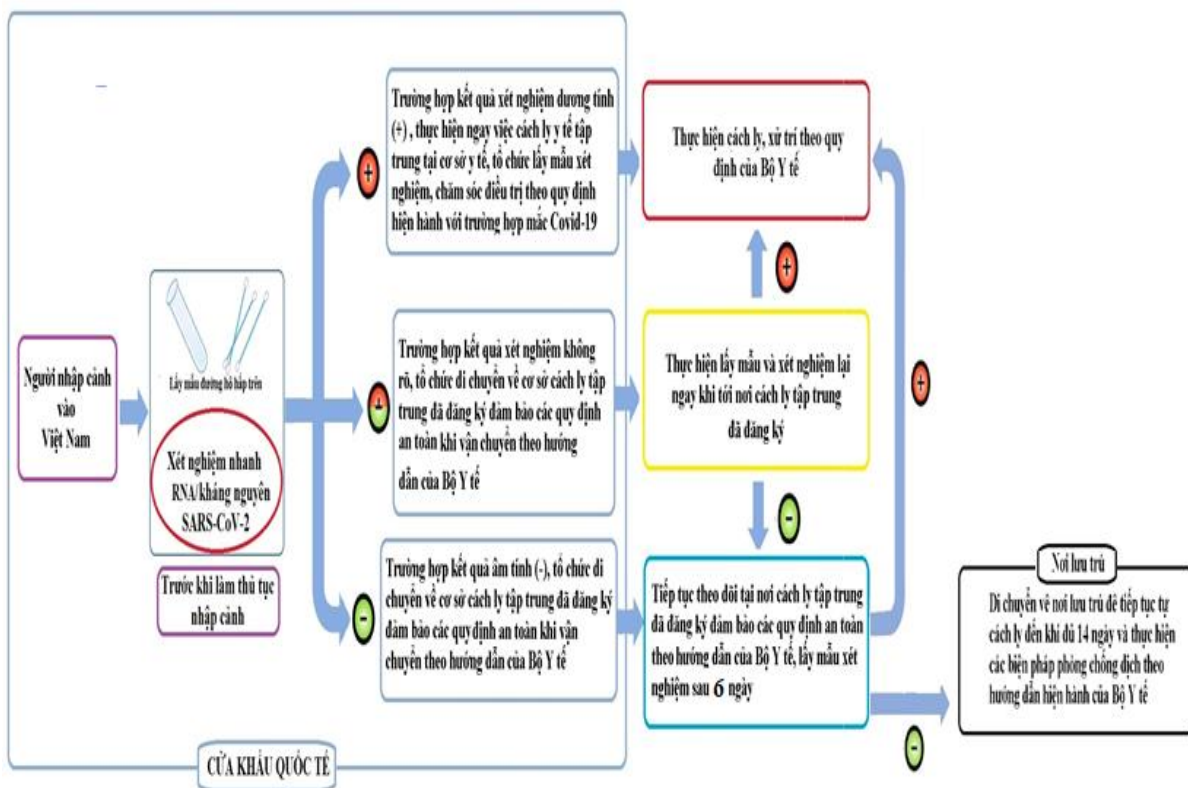 Người nhập cảnh
vào
Việt Nam
Lấy mẫu đường hô hấp trên
Xét nghiệm nhanh
RNA/kháng nguyên
SARS-CoV-2
Trước khi làm thủ tục
nhập cảnh
+
Trường hợp kết quả xét nghiệm dương tính
(+) , thực hiện ngay việc cách ly y tế tập
trung tại cơ sở y tế, tổ chức lấy mẫu xét
nghiệm, chăm sóc điều trị theo quy định
hiện hành với trường hợp mắc Covid-19
Thực hiện cách ly, xử trí theo quy
định của Bộ Y tế
+
-
Trường hợp kết quả xét nghiệm không
rõ, tổ chức di chuyển về cơ sở cách ly tập
trung đã đăng ký đảm bảo các quy định
an toàn khi vận chuyển theo hướng
dẫn của Bộ Y tế
+
Thực hiện lấy mẫu và xét nghiệm lại
ngay khi tới nơi cách ly tập trung
đã đăng ký
+
-
-
Trường hợp kết quả âm tính (-), tổ chức di
chuyển về cơ sở cách ly tập trung đã đăng ký
đảm bảo các quy định an toàn khi vận
chuyển theo hướng dẫn của Bộ Y tế
Tiếp tục theo dõi tại nơi cách ly tập trung
đã đăng ký đảm bảo các quy định an toàn
theo hướng dẫn của Bộ Y tế, lấy mẫu xét
nghiệm sau 6 ngày
-
Nơi lưu trú
Di chuyển về nơi lưu trú để tiếp tục tự
cách ly đến khi đủ 14 ngày và thực hiện
các biện pháp phòng chống dịch theo
hướng dẫn hiện hành của Bộ Y tế
CỬA KHẨU QUỐC TẾ